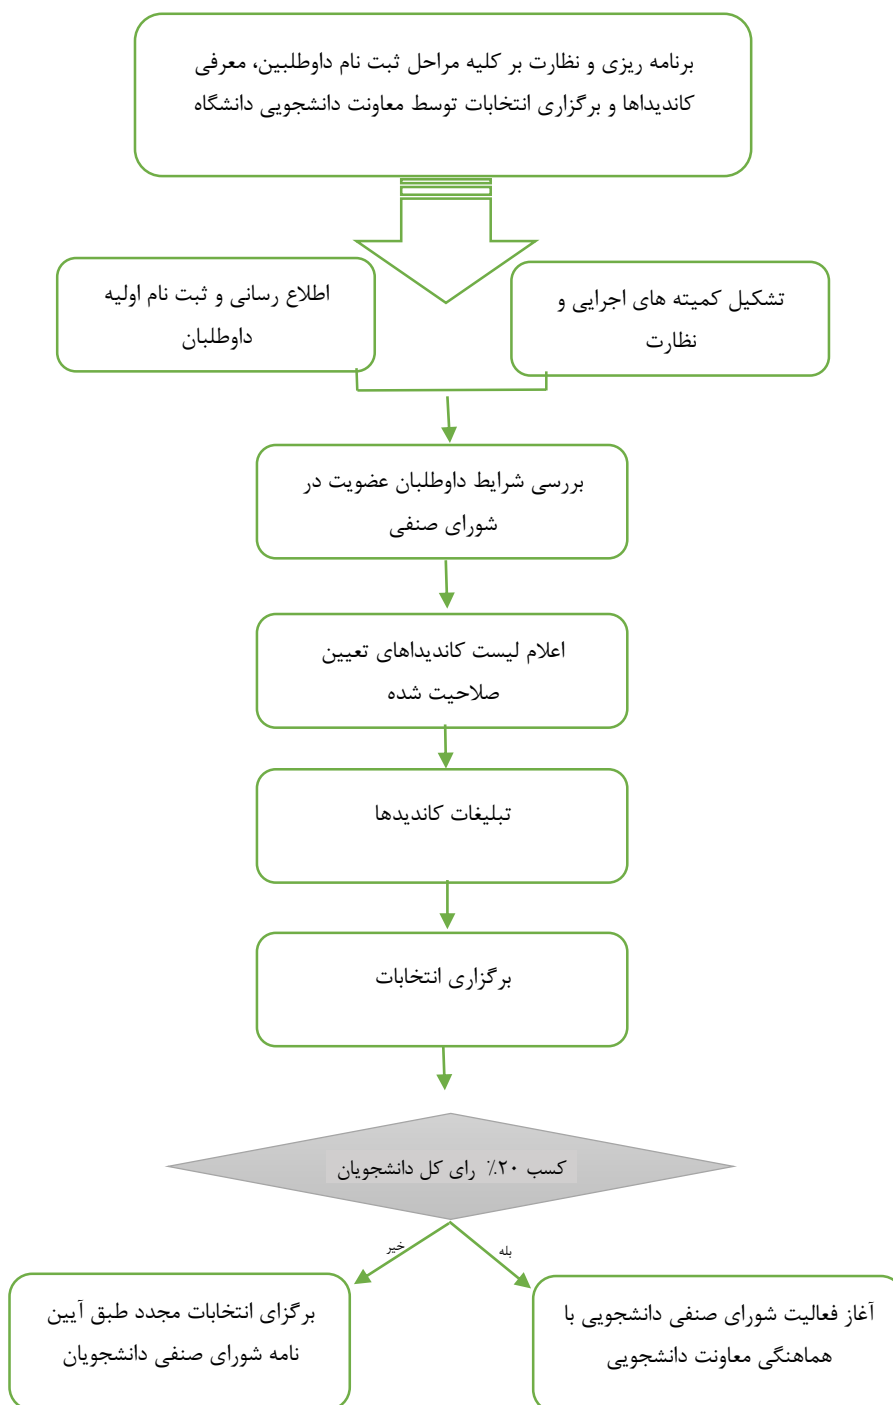 برنامه ریزی و نظارت بر کلیه مراحل ثبت نام داوطلبین، معرفی
کاندیداها و برگزاری انتخابات توسط معاونت دانشجویی دانشگاه
تشکیل کمیته های اجرایی و
نظارت
اطلاع رسانی و ثبت نام اولیه
داوطلبان
بررسی شرایط داوطلبان عضویت در
شورای صنفی
اعلام لیست کاندیداهای تعیین
صلاحیت شده
تبلیغات کاندیدها
برگزاری انتخابات
کسب ۲۰٪ رای کل دانشجویان
بله
خیر
آغاز فعالیت شورای صنفی دانشجویی با
هماهنگی معاونت دانشجویی
برگزای انتخابات مجدد طبق آیین
نامه شورای صنفی دانشجویان